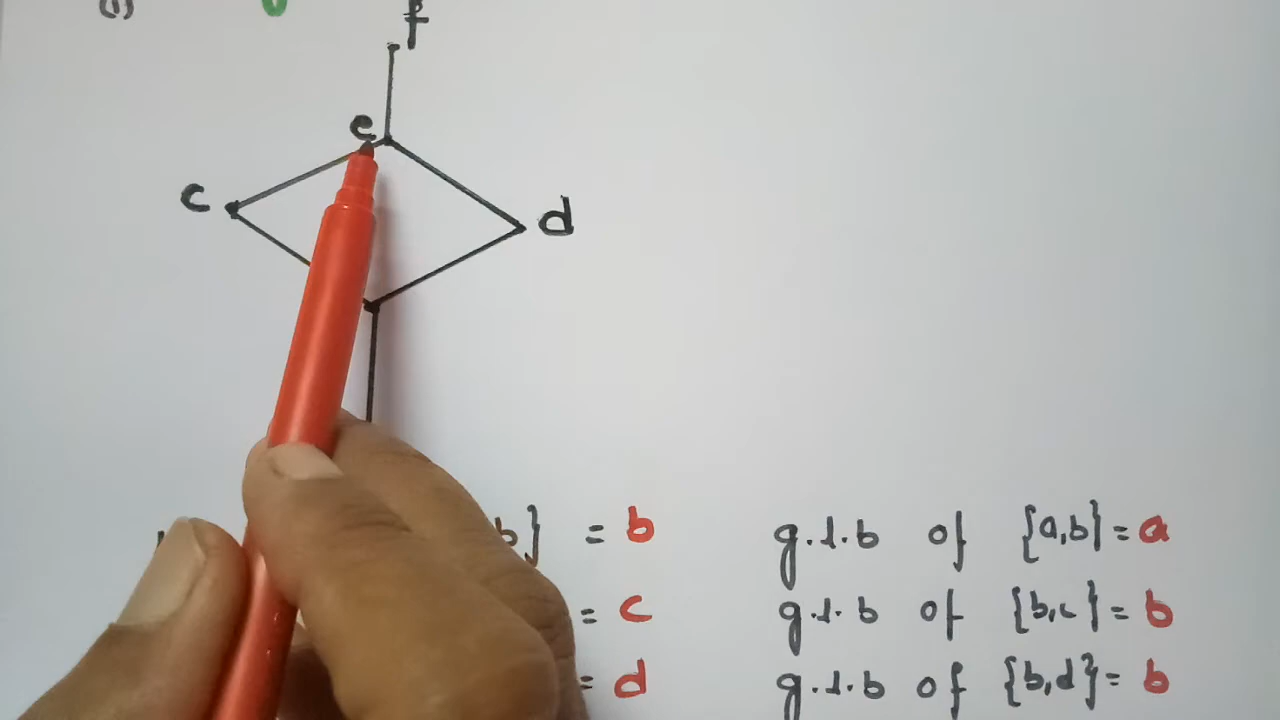 (i)
f
e
c
d
b} = b
g.l.b of {a,b} = a
= c
g.l.b of {b,c} = b
= d
g.l.b of {b,d} = b